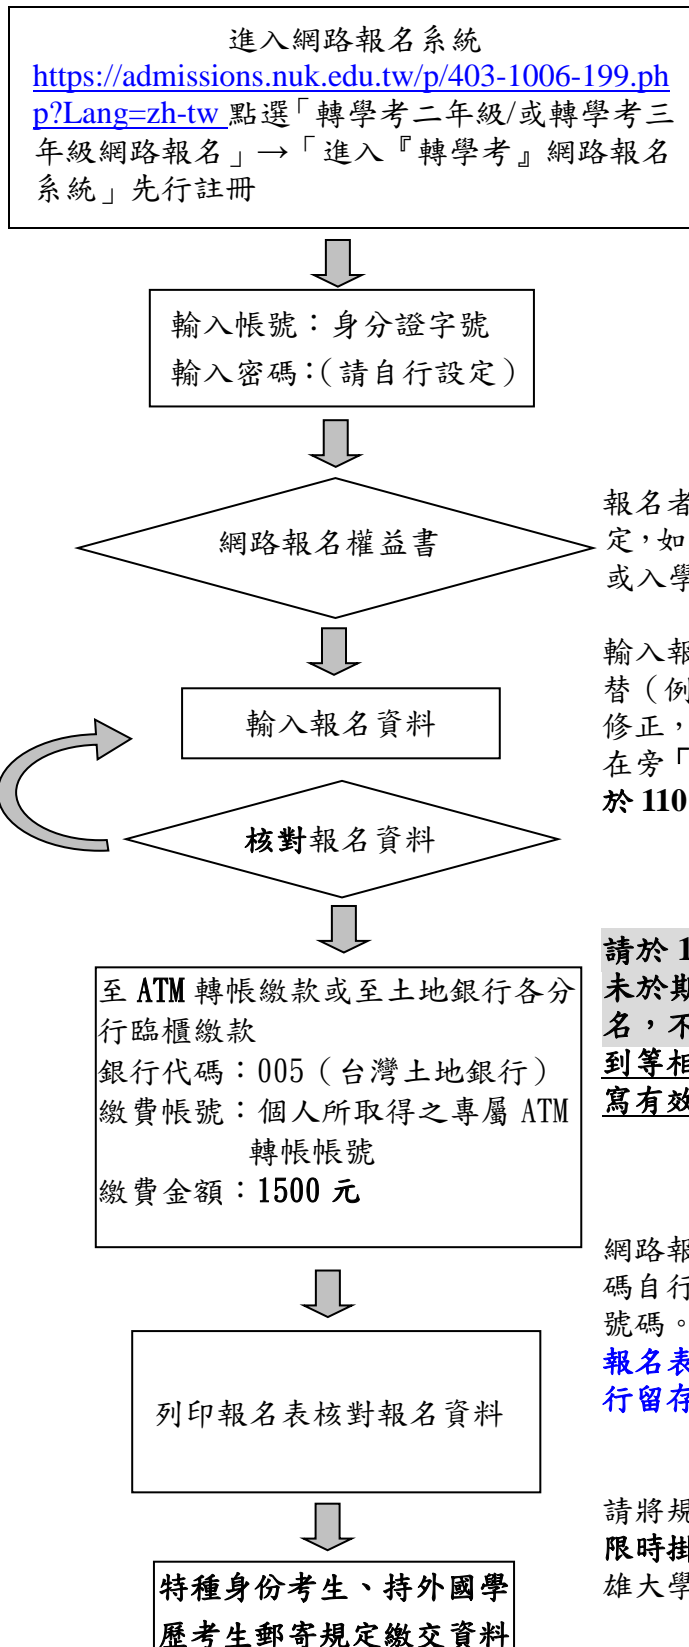 進入網路報名系統
https://admissions.nuk.edu.tw/p/403-1006-199.ph
p?Lang=zh-tw 點選「轉學考二年級/或轉學考三
年級網路報名」→「進入『轉學考』網路報名
系統」先行註冊
輸入帳號：身分證字號
輸入密碼：（請自行設定）
網路報名權益書
報名者
定，如
或入學
輸入報
替（例
修正，
在旁「
於 110
輸入報名資料
核對報名資料
請於 1
未於期
名，不
到等相
寫有效
至 ATM 轉帳繳款或至土地銀行各分
行臨櫃繳款
銀行代碼：005（台灣土地銀行）
繳費帳號：個人所取得之專屬 ATM
轉帳帳號
繳費金額：1500 元
網路報
碼自行
號碼。
報名表
行留存
列印報名表核對報名資料
請將規
限時掛
雄大學
特種身份考生、持外國學
歷考生郵寄規定繳交資料